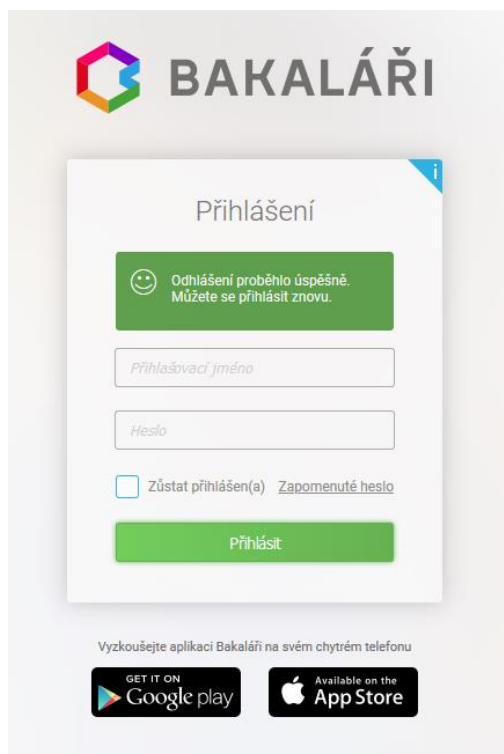 BAKALÁŘI
i
Přihlášení
Odhlášení proběhlo úspěšně.
Můžete se přihlásit znovu.
Přihlašovací jméno
Heslo
Zůstat přihlášen(a) Zapomenuté heslo
Přihlásit
Vyzkoušejte aplikaci Bakaláři na svém chytrém telefonu
GET IT ON
Google play
Available on the
App Store